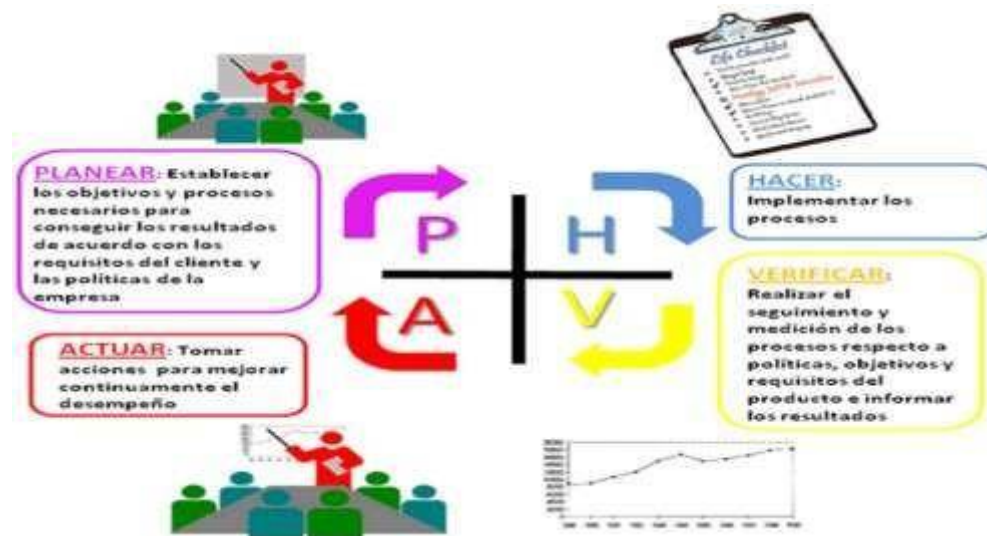 Life Checklist
PLANEAR: Establecer
los objetivos y procesos
necesarios para
conseguir los resultados
de acuerdo con los
requisitos del cliente y
las políticas de la
empresa
P
H
HACER:
Implementar los
procesos
A
V
VERIFICAR:
Realizar el
seguimiento y
medición de los
procesos respecto a
políticas, objetivos y
requisitos del
producto e informar
los resultados
ACTUAR: Tomar
acciones para mejorar
continuamente el
desempeño